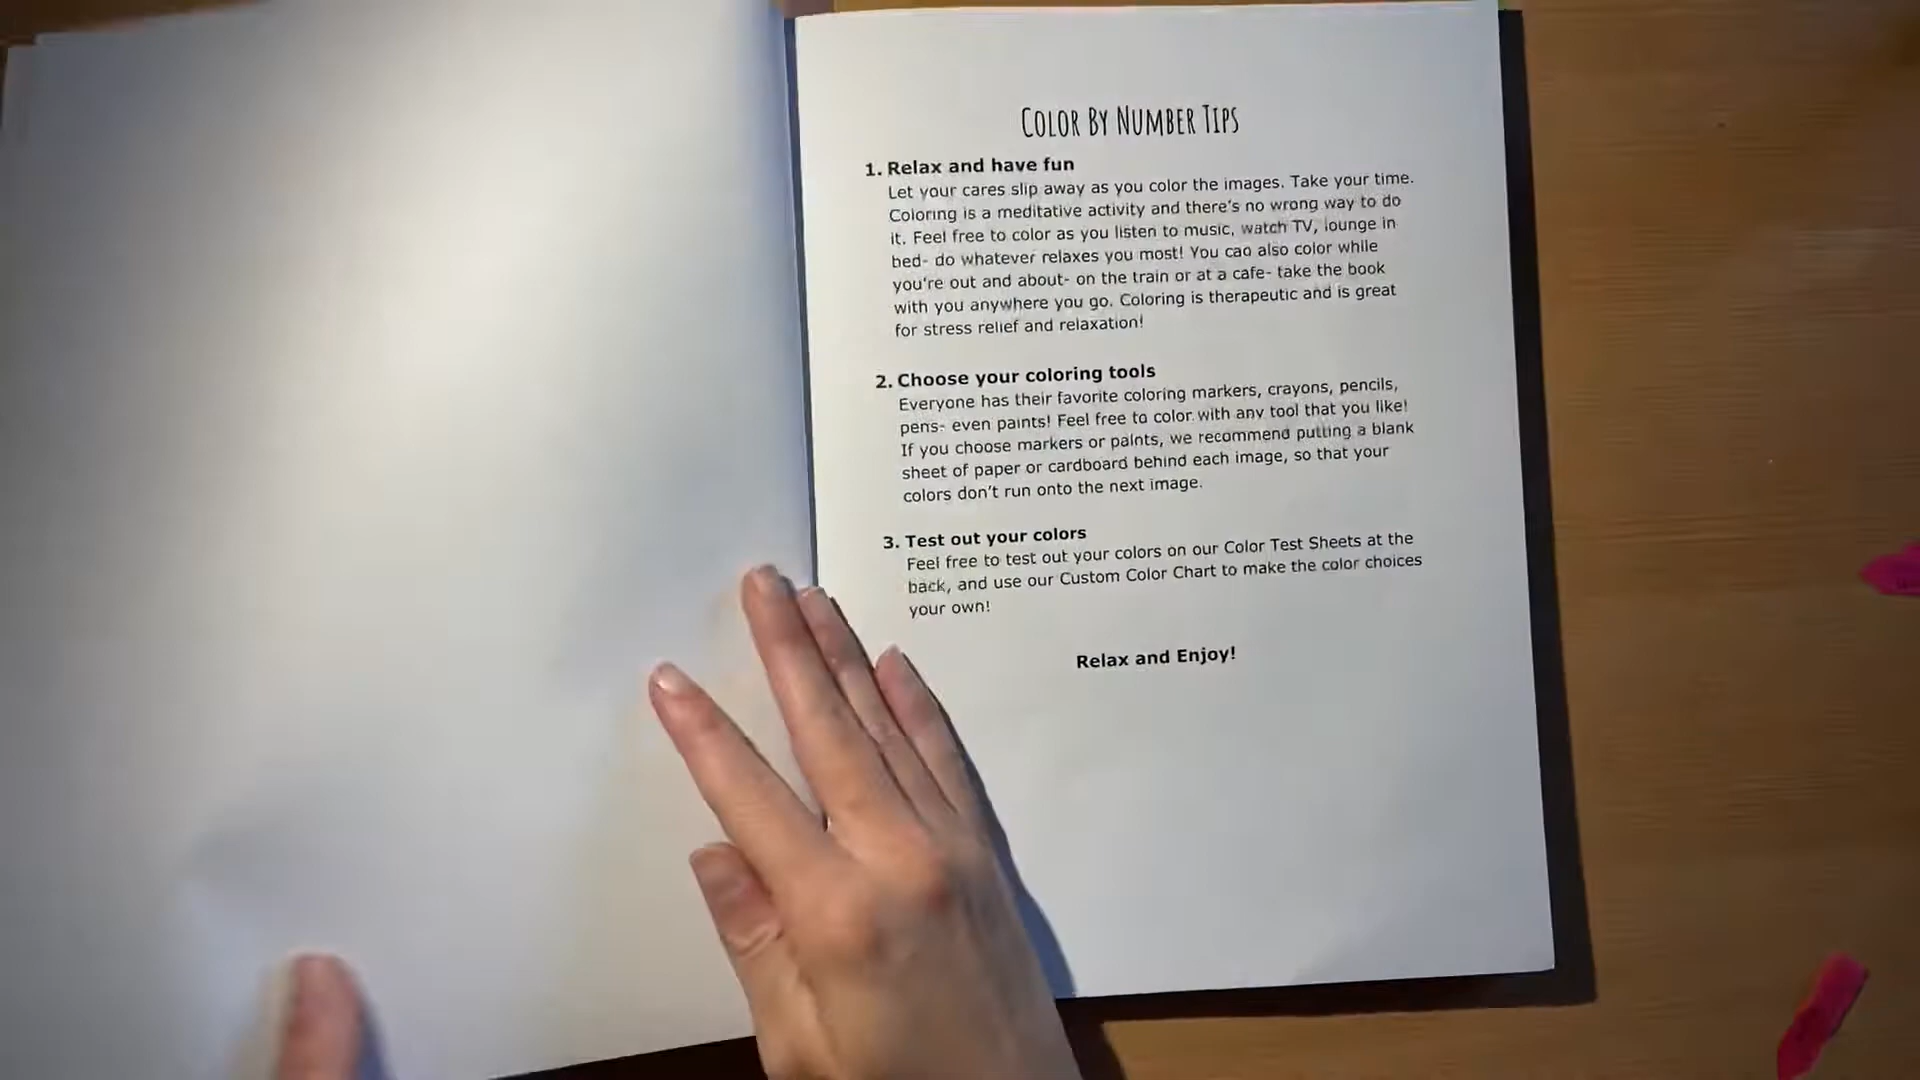 Color By Number Tips
1. Relax and have fun
Let your cares slip away as you color the images. Take your time.
Coloring is a meditative activity and there's no wrong way to do
it. Feel free to color as you listen to music, watch TV, lounge in
bed- do whatever relaxes you most! You can also color while
you're out and about- on the train or at a cafe- take the book
with you anywhere you go. Coloring is therapeutic and is great
for stress relief and relaxation!
2. Choose your coloring tools
Everyone has their favorite coloring markers, crayons, pencils,
pens- even paints! Feel free to color with any tool that you like!
If you choose markers or paints, we recommend putting a blank
sheet of paper or cardboard behind each image, so that your
colors don't run onto the next image.
3. Test out your colors
Feel free to test out your colors on our Color Test Sheets at the
back, and use our Custom Color Chart to make the color choices
your own!
Relax and Enjoy!